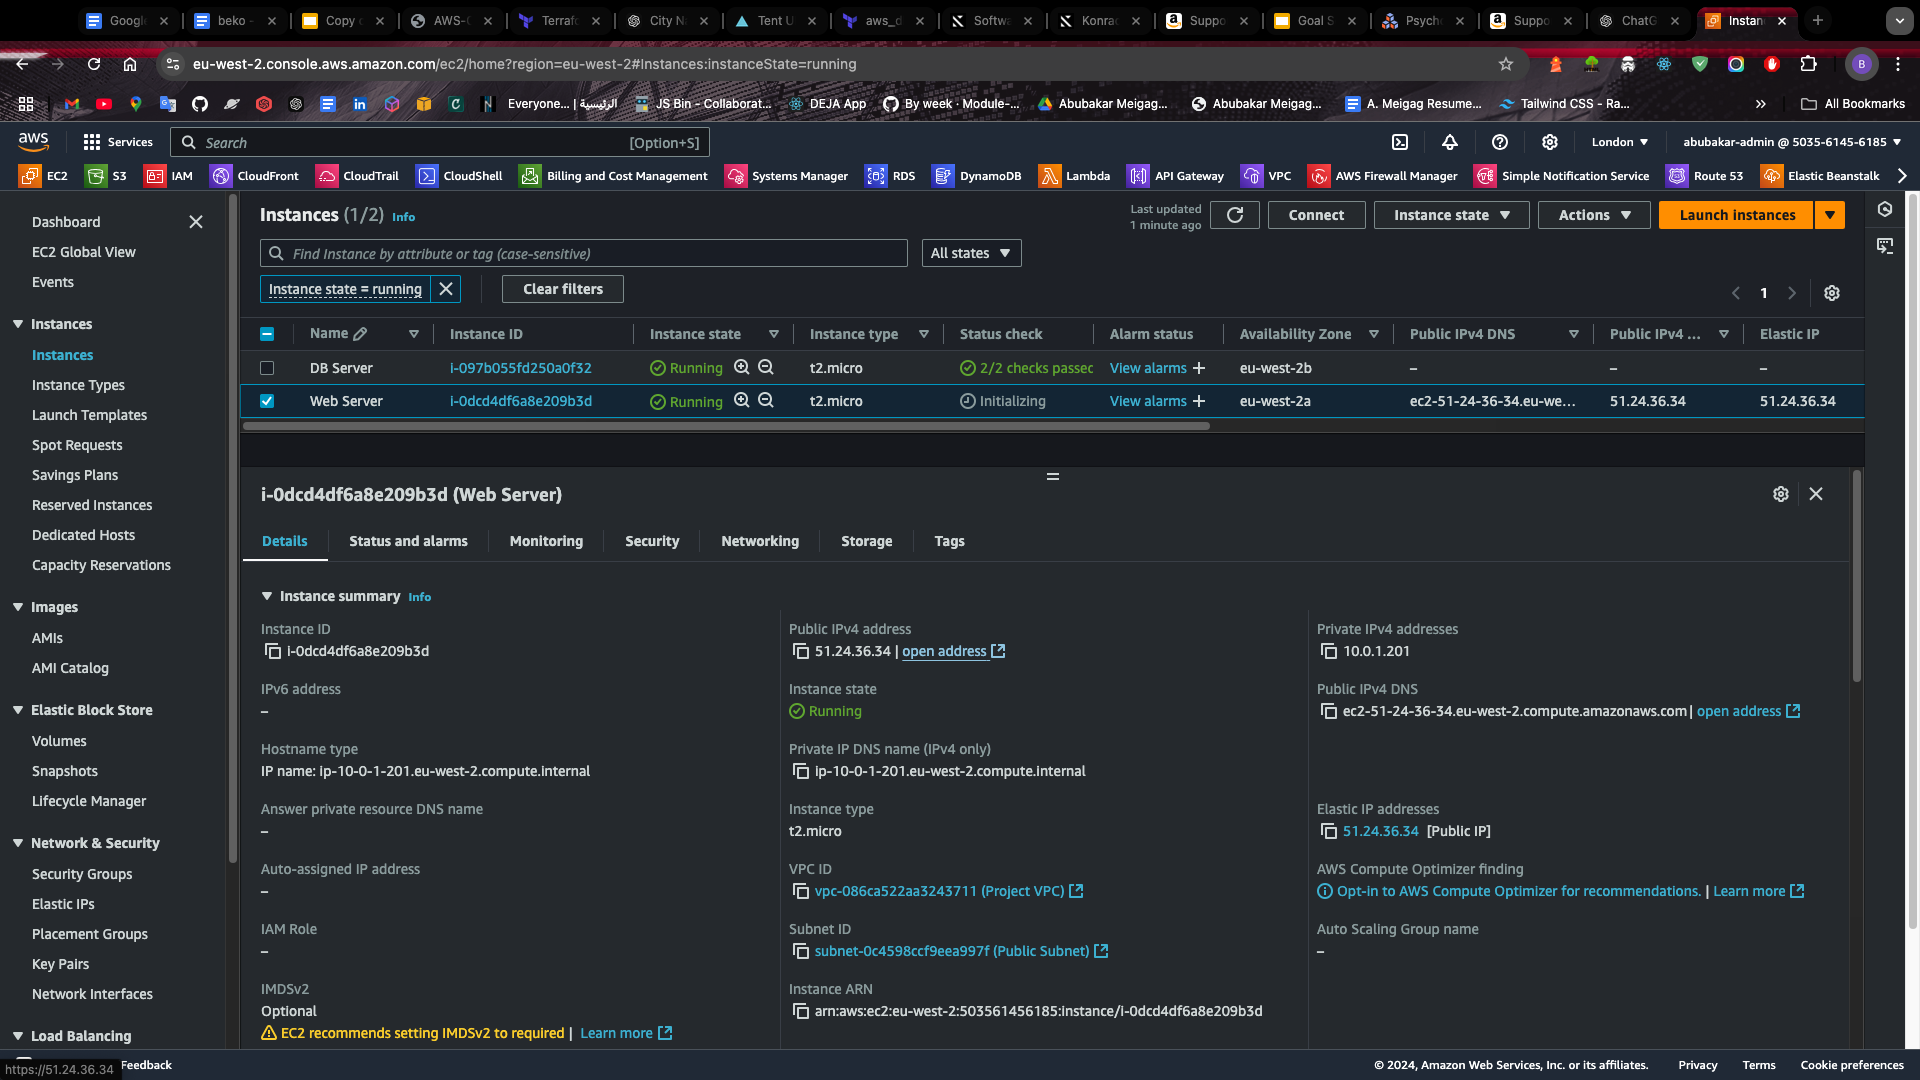 Google
beko -
Copy o
AWS-C
Terrafo
City Na
Tent U
aws_d
Softwa
Konrad
Suppo
Goal S
Psych
Suppo
ChatG
Instan
eu-west-2.console.aws.amazon.com/ec2/home?region=eu-west-2#Instances:instanceState=running
B
Everyone... | الرئيسية
JS Bin - Collaborat...
DEJA App
By week · Module-...
Abubakar Meigag...
Abubakar Meigag...
A. Meigag Resume...
Tailwind CSS - Ra...
All Bookmarks
aws
Services
Search
[Option+S]
London
abubakar-admin @ 5035-6145-6185
EC2
S3
IAM
CloudFront
CloudTrail
CloudShell
Billing and Cost Management
Systems Manager
RDS
DynamoDB
Lambda
API Gateway
VPC
AWS Firewall Manager
Simple Notification Service
Route 53
Elastic Beanstalk
Dashboard
EC2 Global View
Events
Instances
Instances
Instance Types
Launch Templates
Spot Requests
Savings Plans
Reserved Instances
Dedicated Hosts
Capacity Reservations
Images
AMIs
AMI Catalog
Elastic Block Store
Volumes
Snapshots
Lifecycle Manager
Network & Security
Security Groups
Elastic IPs
Placement Groups
Key Pairs
Network Interfaces
Load Balancing
Instances (1/2) Info
Last updated
1 minute ago
Connect
Instance state
Actions
Launch instances
Find Instance by attribute or tag (case-sensitive)
All states
Instance state = running
Clear filters
1
Name
Instance ID
Instance state
Instance type
Status check
Alarm status
Availability Zone
Public IPv4 DNS
Public IPv4 ...
Elastic IP
DB Server i-097b055fd250a0f32 Running t2.micro 2/2 checks passec View alarms + eu-west-2b – – –
Web Server i-0dcd4df6a8e209b3d Running t2.micro Initializing View alarms + eu-west-2a ec2-51-24-36-34.eu-we... 51.24.36.34 51.24.36.34
i-0dcd4df6a8e209b3d (Web Server)
Details
Status and alarms
Monitoring
Security
Networking
Storage
Tags
Instance summary Info
Instance ID
i-0dcd4df6a8e209b3d
Public IPv4 address
51.24.36.34 | open address
Private IPv4 addresses
10.0.1.201
IPv6 address
–
Instance state
Running
Public IPv4 DNS
ec2-51-24-36-34.eu-west-2.compute.amazonaws.com | open address
Hostname type
IP name: ip-10-0-1-201.eu-west-2.compute.internal
Private IP DNS name (IPv4 only)
ip-10-0-1-201.eu-west-2.compute.internal
Answer private resource DNS name
–
Instance type
t2.micro
Elastic IP addresses
51.24.36.34 [Public IP]
Auto-assigned IP address
–
VPC ID
vpc-086ca522aa3243711 (Project VPC)
AWS Compute Optimizer finding
Opt-in to AWS Compute Optimizer for recommendations. | Learn more
IAM Role
–
Subnet ID
subnet-0c4598ccf9eea997f (Public Subnet)
Auto Scaling Group name
–
IMDSv2
Optional
EC2 recommends setting IMDSv2 to required | Learn more
Instance ARN
arn:aws:ec2:eu-west-2:503561456185:instance/i-0dcd4df6a8e209b3d
https://51.24.36.34
Feedback
© 2024, Amazon Web Services, Inc. or its affiliates.
Privacy
Terms
Cookie preferences